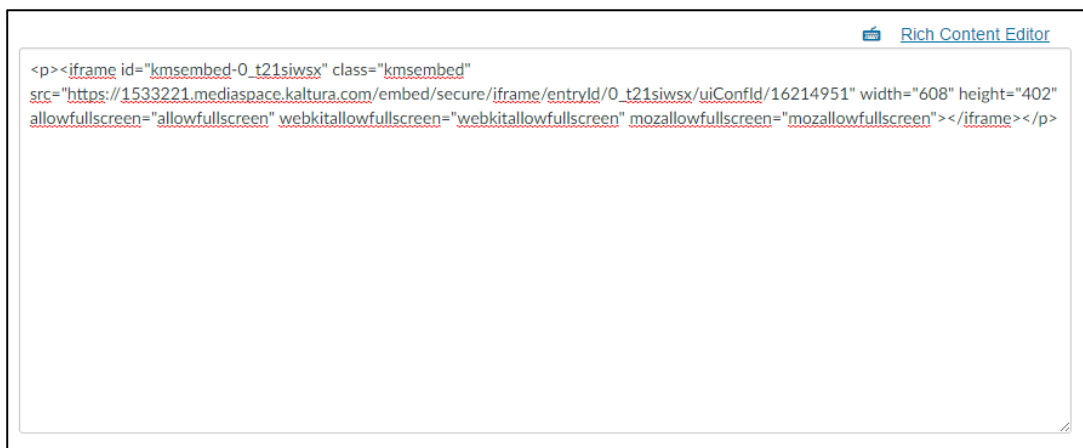 Rich Content Editor
<p><iframe id="kmsembed-0_t21siwsx" class="kmsembed"
src="https://1533221.mediaspace.kaltura.com/embed/secure/iframe/entryId/0_t21siwsx/uiConfId/16214951" width="608" height="402"
allowfullscreen="allowfullscreen" webkitallowfullscreen="webkitallowfullscreen" mozallowfullscreen="mozallowfullscreen"></iframe></p>